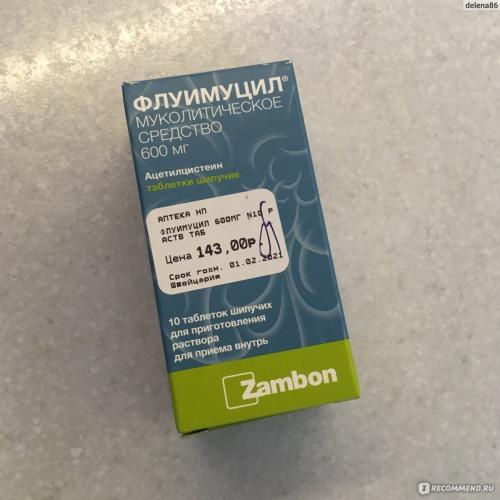 delena86
ФЛУИМУЦИЛ®
МУКОЛИТИЧЕСКОЕ
СРЕДСТВО
600 мг
Ацетилцистеин
таблетки шипучие
АПТЕКА НП
ФЛУИМУЦИЛ 600МГ N10 Р
АСТВ ТАБ
Цена 143,00р.
Срок годн. 01.02.2021
Швейцария
10 таблеток шипучих
для приготовления
раствора
для приема внутрь
Zambon
IRECOMMEND.RU